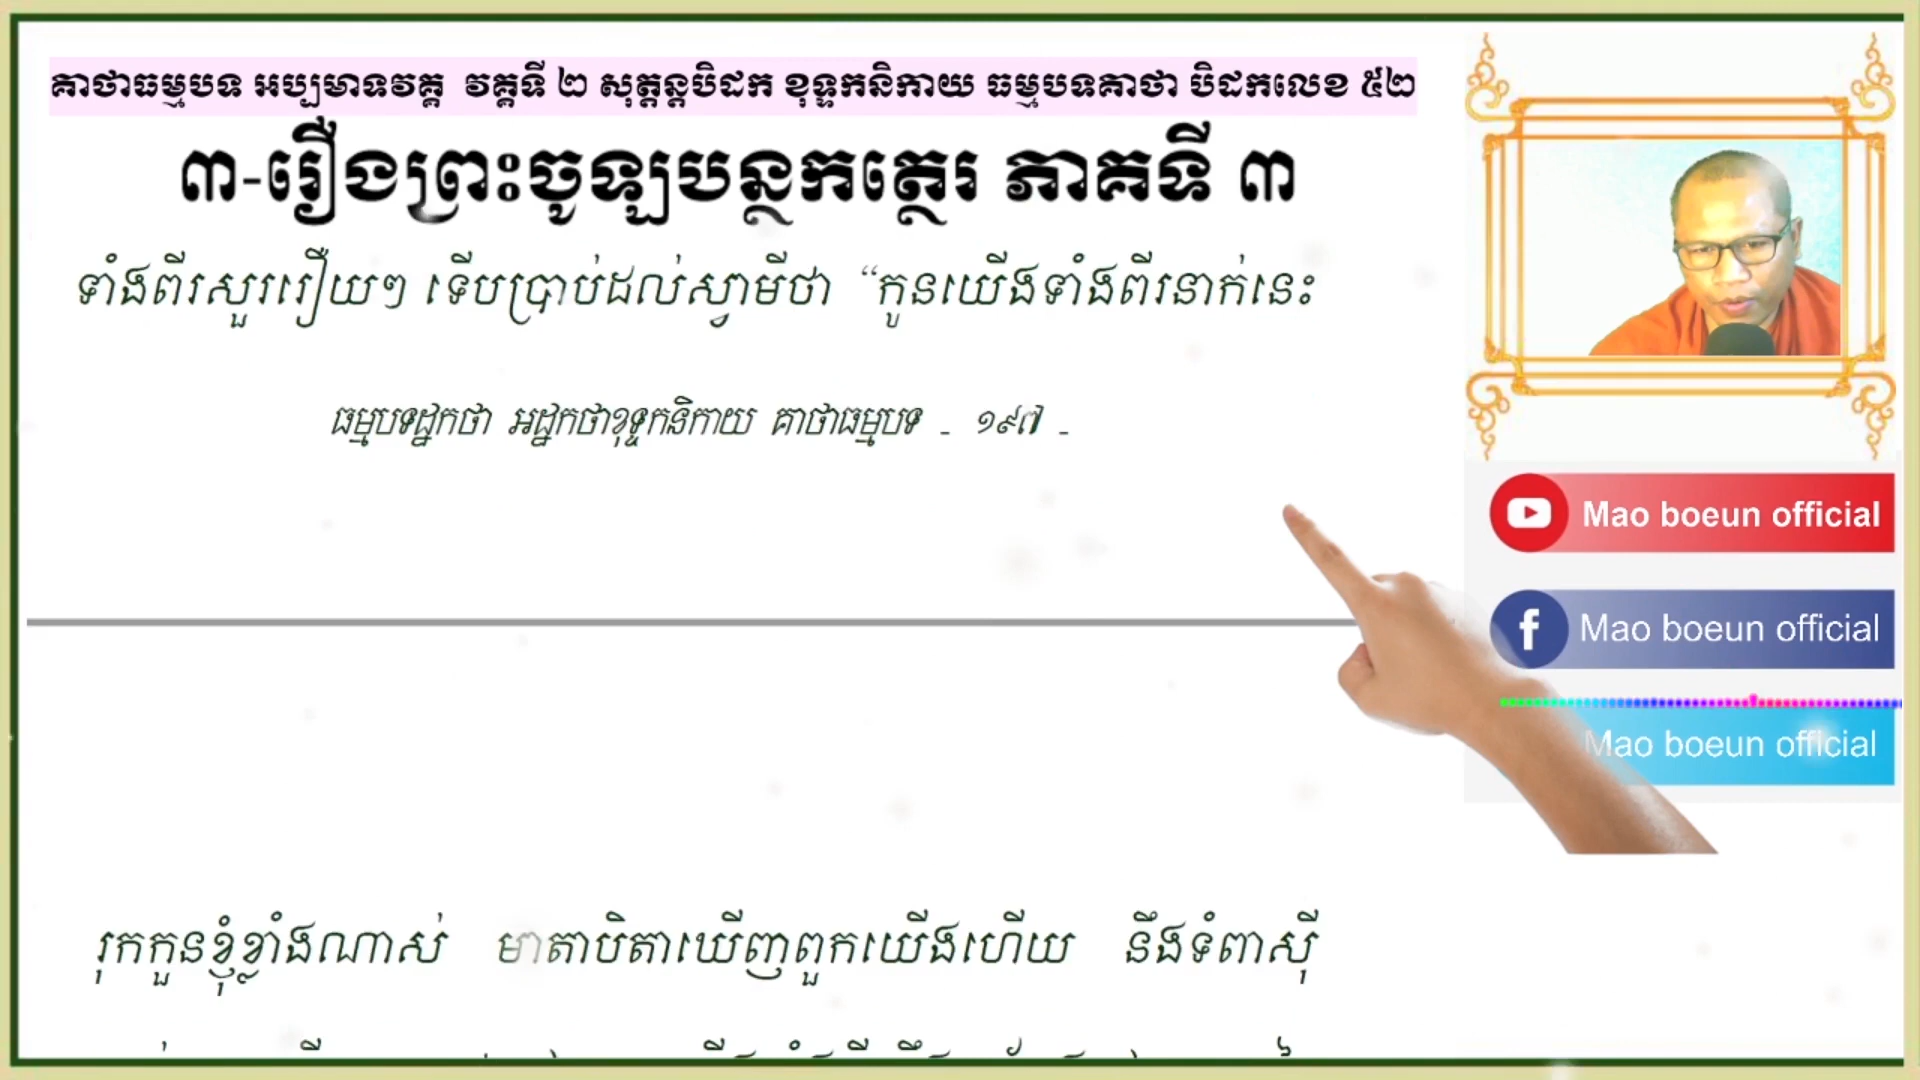 គាថាធម្មបទ អប្បមាទវគ្គ វគ្គទី ២ សុត្តន្តបិដក ខុទ្ទកនិកាយ ធម្មបទគាថា បិដកលេខ ៥២
៣-រឿងព្រះចូឡបន្ថកត្ថេរ ភាគទី ៣
ទាំងពីរសួររឿយៗ ទើបប្រាប់ដល់ស្វាមីថា “កូនយើងទាំងពីរនាក់នេះ
ធម្មបទដ្ឋកថា អដ្ឋកថាខុទ្ទកនិកាយ គាថាធម្មបទ - ១៩៧ -
Mao boeun official
Mao boeun official
Mao boeun official
រុកកួនខ្ញុំខ្លាំងណាស់ មាតាបិតាឃើញពួកយើងហើយ នឹងទំពាស៊ី